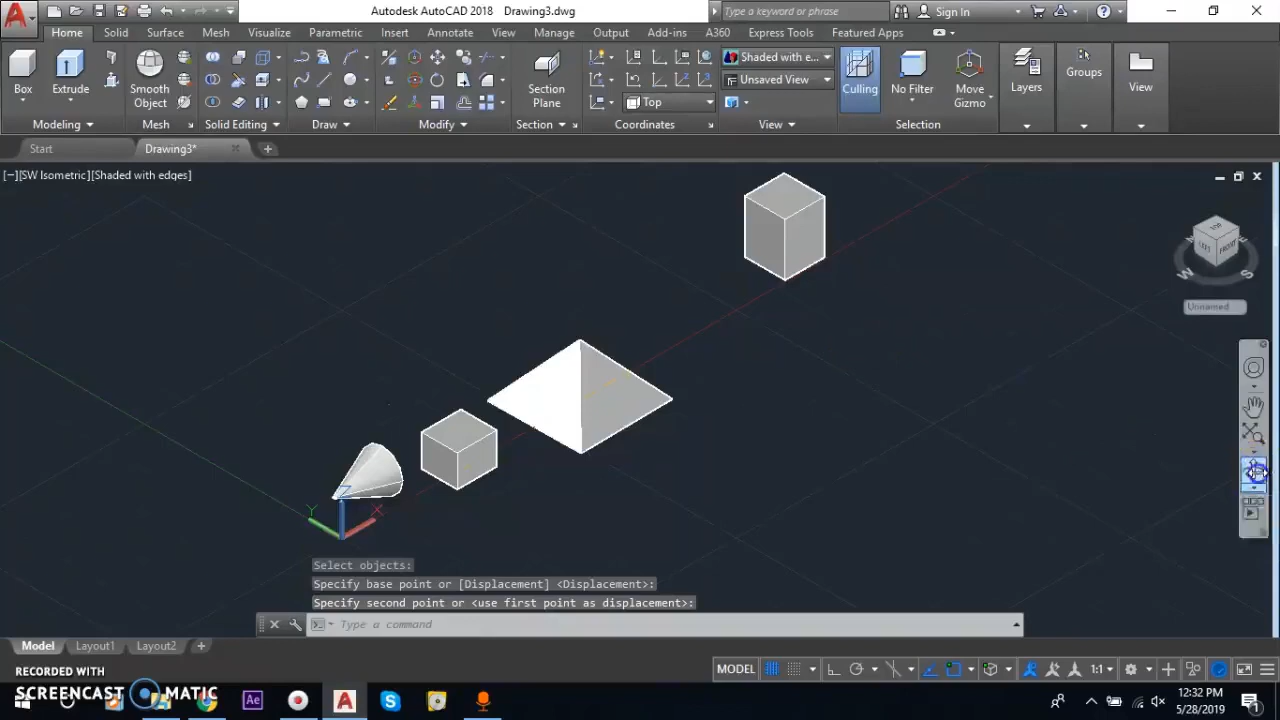 Autodesk AutoCAD 2018 Drawing3.dwg
Type a keyword or phrase
Sign In
Home Solid Surface Mesh Visualize Parametric Insert Annotate View Manage Output Add-ins A360 Express Tools Featured Apps
Box
Extrude
Smooth
Object
Section
Plane
Shaded with e...
Unsaved View
Top
Culling
No Filter
Move
Gizmo
Layers
Groups
View
Modeling
Mesh
Solid Editing
Draw
Modify
Section
Coordinates
View
Selection
Start
Drawing3*
[−][SW Isometric][Shaded with edges]
TOP
LEFT FRONT
W S
Unnamed
Y X
Z
Select objects:
Specify base point or [Displacement] <Displacement>:
Specify second point or <use first point as displacement>:
Type a command
Model Layout1 Layout2
MODEL
1:1
RECORDED WITH
SCREENCAST MATIC
Ae
A
S
12:32 PM
5/28/2019
1